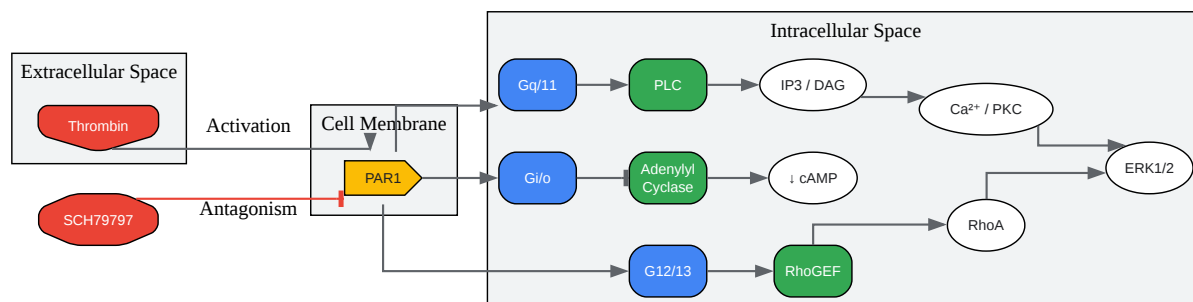 Intracellular Space
Extracellular Space
Thrombin
Activation
Cell Membrane
PAR1
SCH79797
Antagonism
Gq/11
PLC
IP3 / DAG
Ca²⁺ / PKC
Gi/o
Adenylyl
Cyclase
↓ cAMP
ERK1/2
RhoA
G12/13
RhoGEF